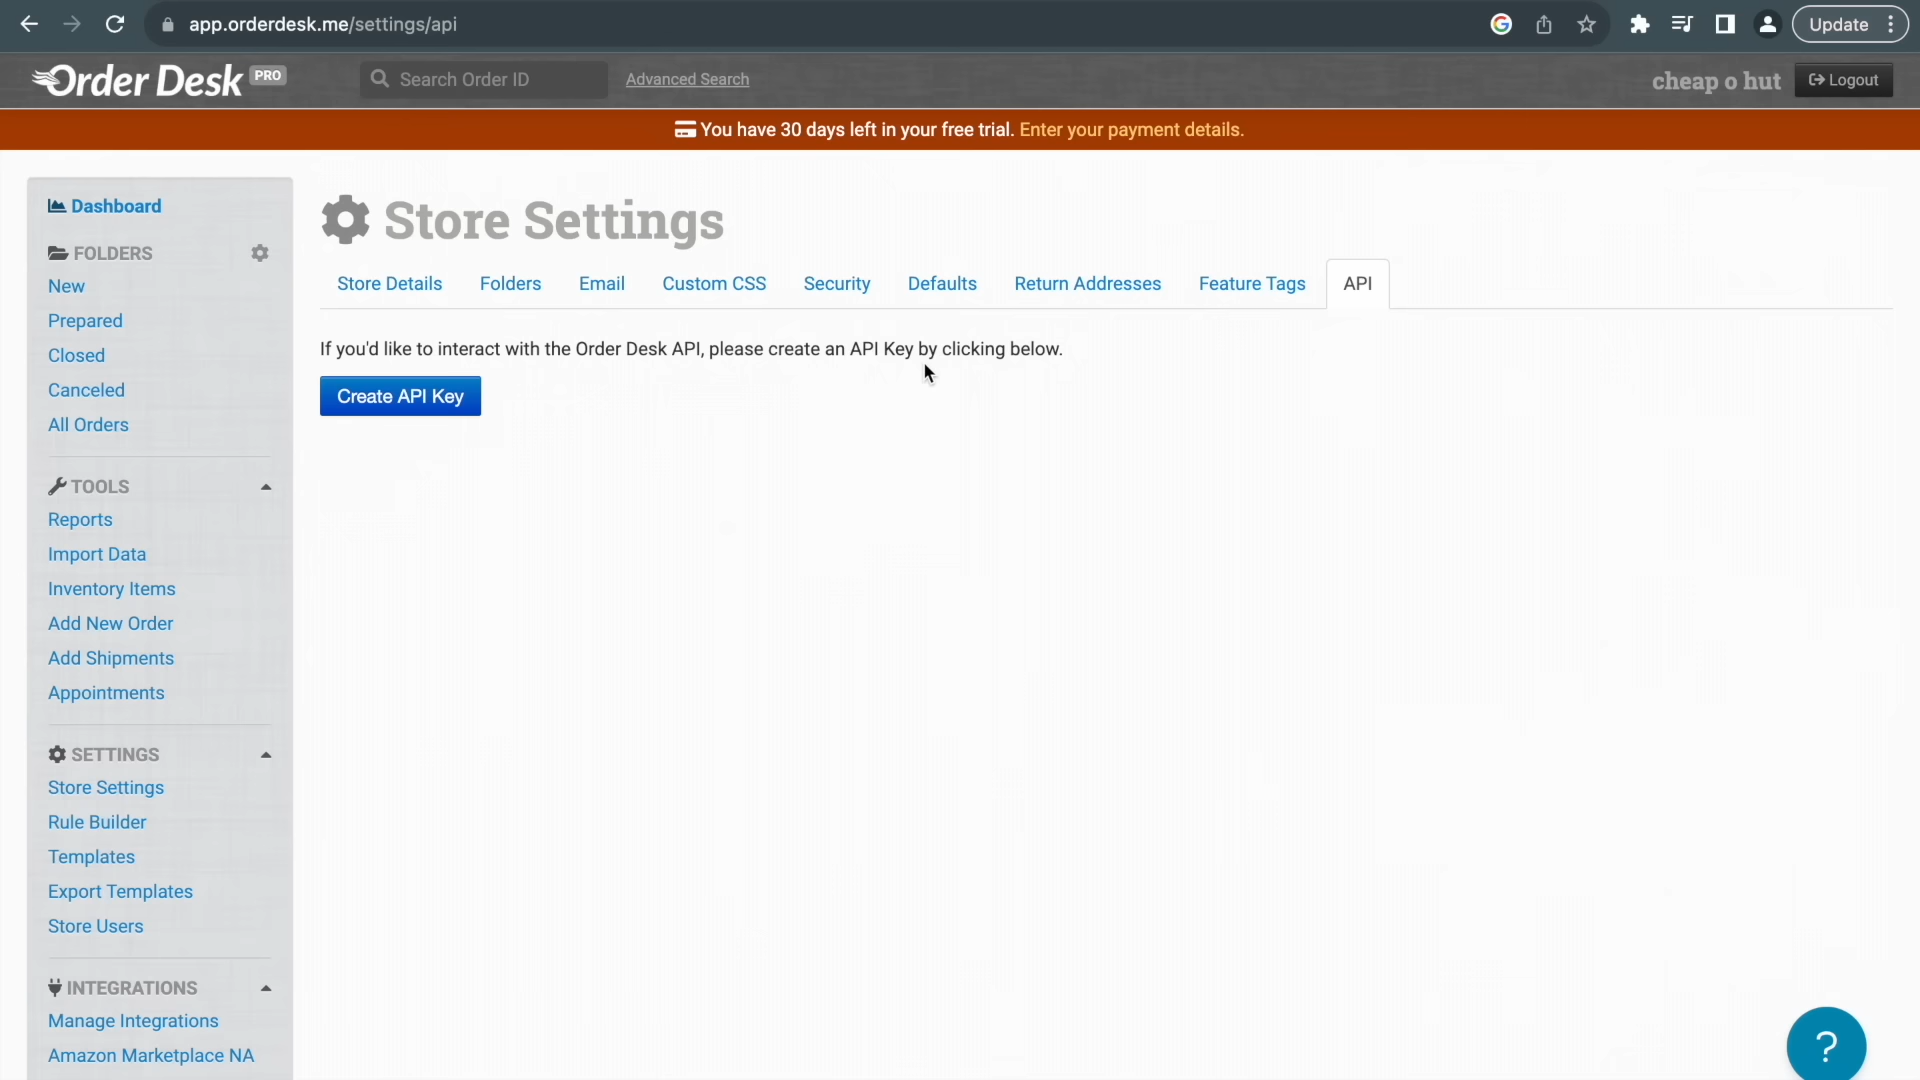 app.orderdesk.me/settings/api
Update
Order Desk PRO
Search Order ID
Advanced Search
cheap o hut
Logout
You have 30 days left in your free trial. Enter your payment details.
Dashboard
FOLDERS
New
Prepared
Closed
Canceled
All Orders
TOOLS
Reports
Import Data
Inventory Items
Add New Order
Add Shipments
Appointments
SETTINGS
Store Settings
Rule Builder
Templates
Export Templates
Store Users
INTEGRATIONS
Manage Integrations
Amazon Marketplace NA
Store Settings
Store Details Folders Email Custom CSS Security Defaults Return Addresses Feature Tags API
If you'd like to interact with the Order Desk API, please create an API Key by clicking below.
Create API Key
?